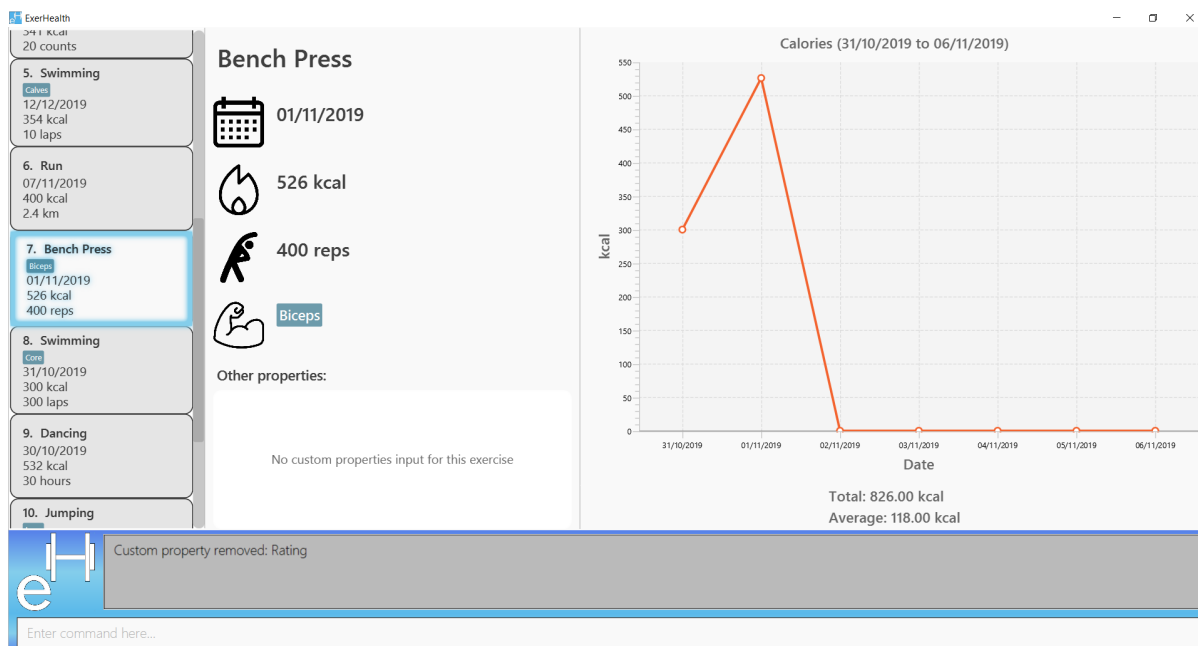 ExerHealth
341 kcal
20 counts
5. Swimming
Calves
12/12/2019
354 kcal
10 laps
6. Run
07/11/2019
400 kcal
2.4 km
7. Bench Press
Biceps
01/11/2019
526 kcal
400 reps
8. Swimming
Core
31/10/2019
300 kcal
300 laps
9. Dancing
30/10/2019
532 kcal
30 hours
10. Jumping
Bench Press
01/11/2019
526 kcal
400 reps
Biceps
Other properties:
No custom properties input for this exercise
Calories (31/10/2019 to 06/11/2019)
kcal
550
500
450
400
350
300
250
200
150
100
50
0
31/10/2019 01/11/2019 02/11/2019 03/11/2019 04/11/2019 05/11/2019 06/11/2019
Date
Total: 826.00 kcal
Average: 118.00 kcal
eH
Custom property removed: Rating
Enter command here...